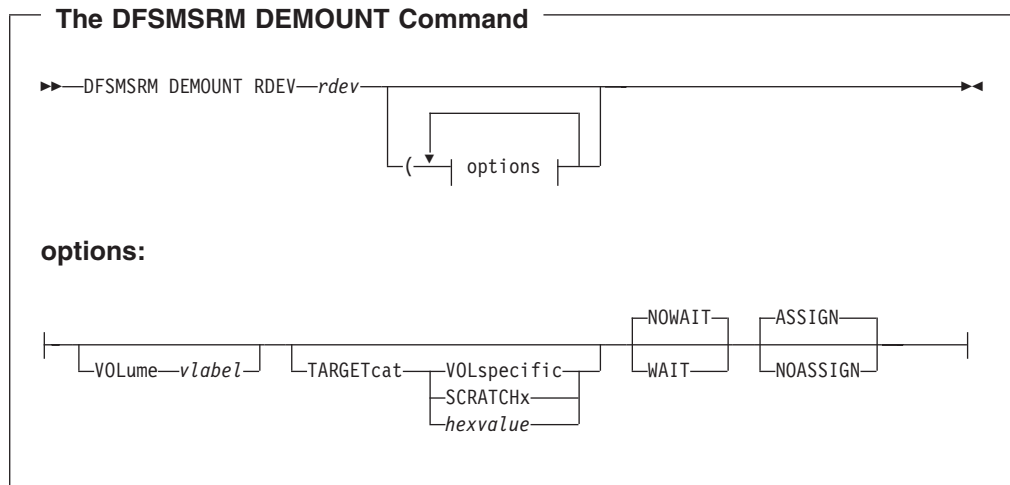 The DFSMSRM DEMOUNT Command
DFSMSRM DEMOUNT RDEV rdev
( options
options:
NOWAIT ASSIGN
VOLume vlabel TARGETcat VOLspecific WAIT NOASSIGN
SCRATCHx
hexvalue